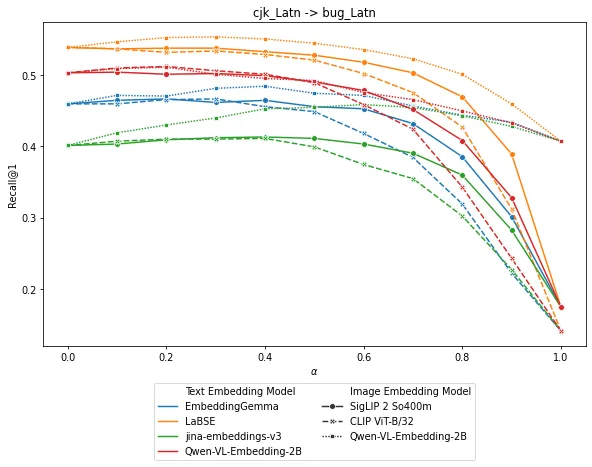 cjk_Latn -> bug_Latn
0.5
0.4
0.3
0.2
Recall@1
0.0 0.2 0.4 0.6 0.8 1.0
α
Text Embedding Model
EmbeddingGemma
LaBSE
jina-embeddings-v3
Qwen-VL-Embedding-2B
Image Embedding Model
SigLIP 2 So400m
CLIP ViT-B/32
Qwen-VL-Embedding-2B